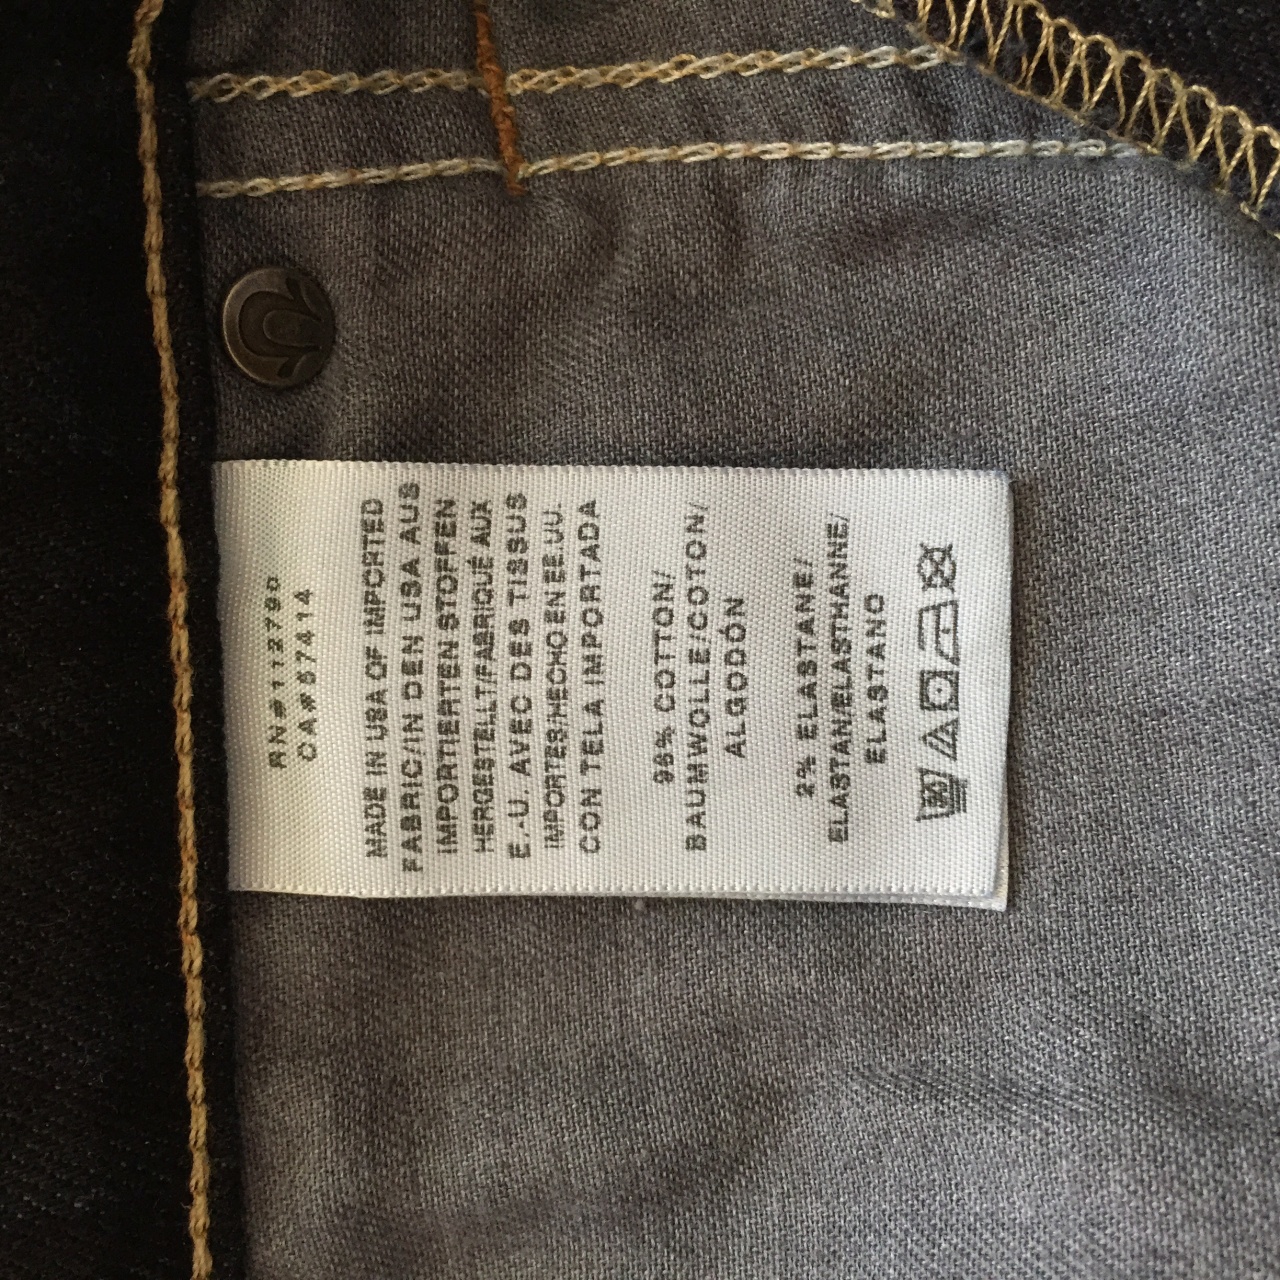 RN#112790
CA#57414
MADE IN USA OF IMPORTED
FABRIC/IN DEN USA AUS
IMPORTIERTEN STOFFEN
HERGESTELLT/FABRIQUÉ AUX
E.-U. AVEC DES TISSUS
IMPORTES/HECHO EN EE.UU.
CON TELA IMPORTADA
98% COTTON/
BAUMWOLLE/COTON/
ALGODÓN
2% ELASTANE/
ELASTAN/ELASTHANNE/
ELASTANO
30